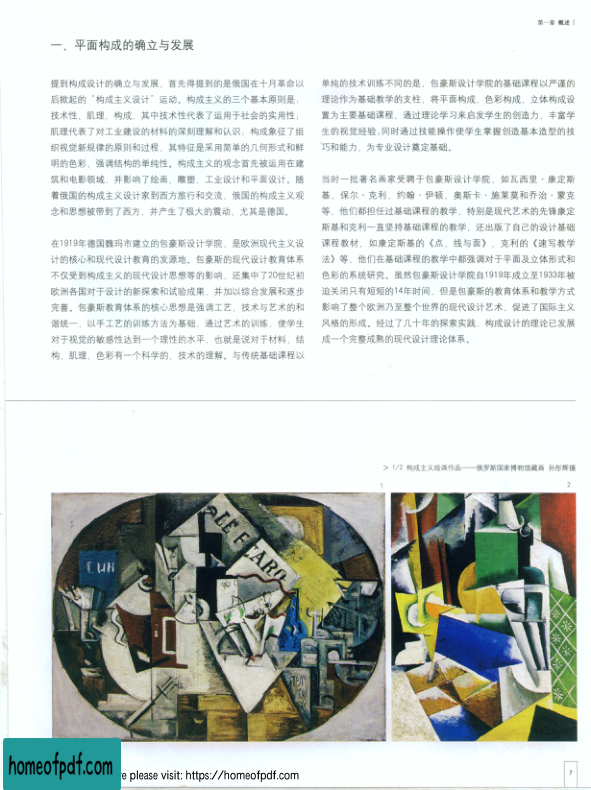 第一章 概述 |
一、平面构成的确立与发展
提到构成设计的确立与发展，首先得提到的是俄国在十月革命以
后掀起的“构成主义设计”运动。构成主义的三个基本原则是：
技术性、肌理、构成。其中技术性代表了运用于社会的实用性；
肌理代表了对工业建设的材料的深刻理解和认识；构成象征了组
织视觉新规律的原则和过程，其特征是采用简单的几何形式和鲜
明的色彩，强调结构的单纯性。构成主义的观念首先被运用在建
筑和电影领域，并影响了绘画、雕塑、工业设计和平面设计。随
着俄国的构成主义设计家到西方旅行和交流，俄国的构成主义观
念和思想被带到了西方，并产生了极大的震动，尤其是德国。
在1919年德国魏玛市建立的包豪斯设计学院，是欧洲现代主义设
计的核心和现代设计教育的发源地。包豪斯的现代设计教育体系
不仅受到构成主义的现代设计思想等的影响，还集中了20世纪初
欧洲各国对于设计的新探索和试验成果，并加以综合发展和逐步
完善。包豪斯教育体系的核心思想是强调工艺、技术与艺术的和
谐统一，以手工艺的训练方法为基础，通过艺术的训练，使学生
对于视觉的敏感性达到一个理性的水平，也就是说对于材料、结
构、肌理、色彩有一个科学的、技术的理解。与传统基础课程以
单纯的技术训练不同的是，包豪斯设计学院的基础课程以严谨的
理论作为基础教学的支柱，将平面构成、色彩构成、立体构成设
置为主要基础课程，通过理论学习来启发学生的创造力，丰富学
生的视觉经验；同时通过技能操作使学生掌握创造基本造型的技
巧和能力，为专业设计奠定基础。
当时一批著名画家受聘于包豪斯设计学院，如瓦西里·康定斯
基、保尔·克利、约翰·伊顿、奥斯卡·施莱莫和乔治·蒙克
等，他们都担任过基础课程的教学，特别是现代艺术的先锋康定
斯基和克利一直坚持基础课程的教学，还出版了自己的设计基础
课程教材，如康定斯基的《点、线与面》、克利的《速写教学
法》等，他们在基础课程的教学中都强调对于平面及立体形式和
色彩的系统研究。虽然包豪斯设计学院自1919年成立至1933年被
迫关闭只有短短的14年时间，但是包豪斯的教育体系和教学方式
影响了整个欧洲乃至整个世界的现代设计艺术，促进了国际主义
风格的形成。经过了几十年的探索实践，构成设计的理论已发展
成一个完整成熟的现代设计理论体系。
> 1/2 构成主义绘画作品——俄罗斯国家博物馆藏画 孙彤辉摄
1
2
LE FIGARO
homeofpdf.com
e please visit: https://homeofpdf.com
7